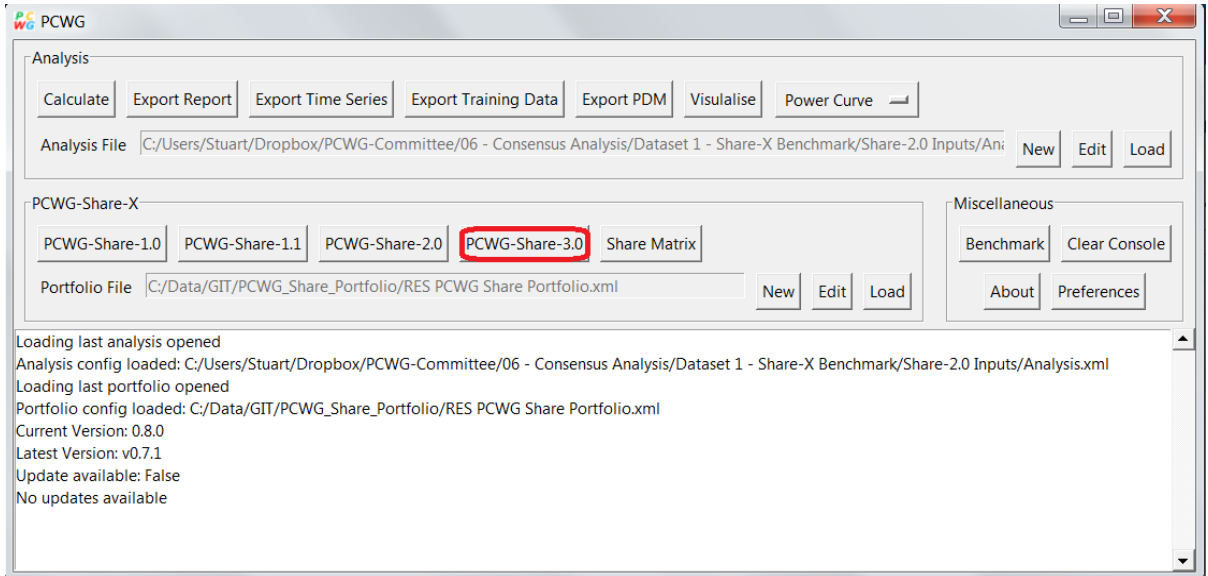 PCWG
Analysis
Calculate Export Report Export Time Series Export Training Data Export PDM Visulalise Power Curve
Analysis File C:/Users/Stuart/Dropbox/PCWG-Committee/06 - Consensus Analysis/Dataset 1 - Share-X Benchmark/Share-2.0 Inputs/Ana New Edit Load
PCWG-Share-X
PCWG-Share-1.0 PCWG-Share-1.1 PCWG-Share-2.0 PCWG-Share-3.0 Share Matrix
Portfolio File C:/Data/GIT/PCWG_Share_Portfolio/RES PCWG Share Portfolio.xml New Edit Load
Miscellaneous
Benchmark Clear Console
About Preferences
Loading last analysis opened
Analysis config loaded: C:/Users/Stuart/Dropbox/PCWG-Committee/06 - Consensus Analysis/Dataset 1 - Share-X Benchmark/Share-2.0 Inputs/Analysis.xml
Loading last portfolio opened
Portfolio config loaded: C:/Data/GIT/PCWG_Share_Portfolio/RES PCWG Share Portfolio.xml
Current Version: 0.8.0
Latest Version: v0.7.1
Update available: False
No updates available